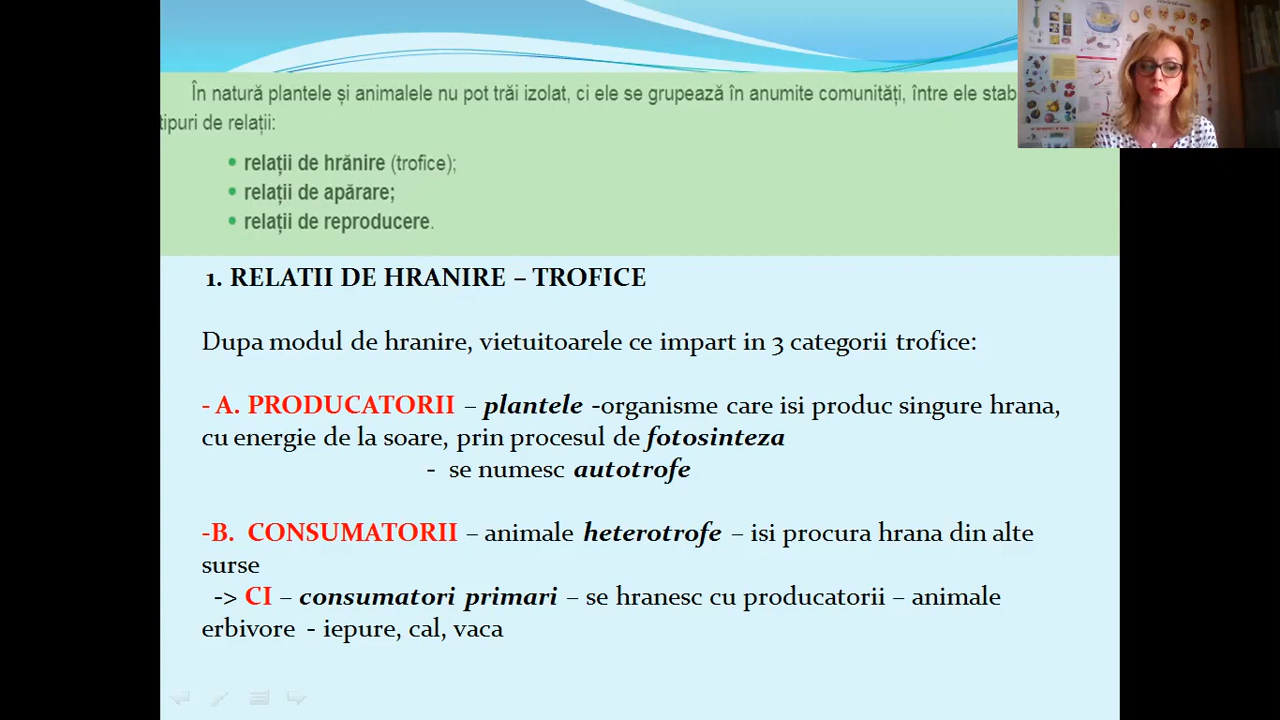 În natură plantele și animalele nu pot trăi izolat, ci ele se grupează în anumite comunități, între ele stab
tipuri de relații:
• relații de hrănire (trofice);
• relații de apărare;
• relații de reproducere.
1. RELATII DE HRANIRE – TROFICE
Dupa modul de hranire, vietuitoarele ce impart in 3 categorii trofice:
- A. PRODUCATORII – plantele -organisme care isi produc singure hrana,
cu energie de la soare, prin procesul de fotosinteza
- se numesc autotrofe
-B. CONSUMATORII – animale heterotrofe – isi procura hrana din alte
surse
-> CI – consumatori primari – se hranesc cu producatorii – animale
erbivore - iepure, cal, vaca